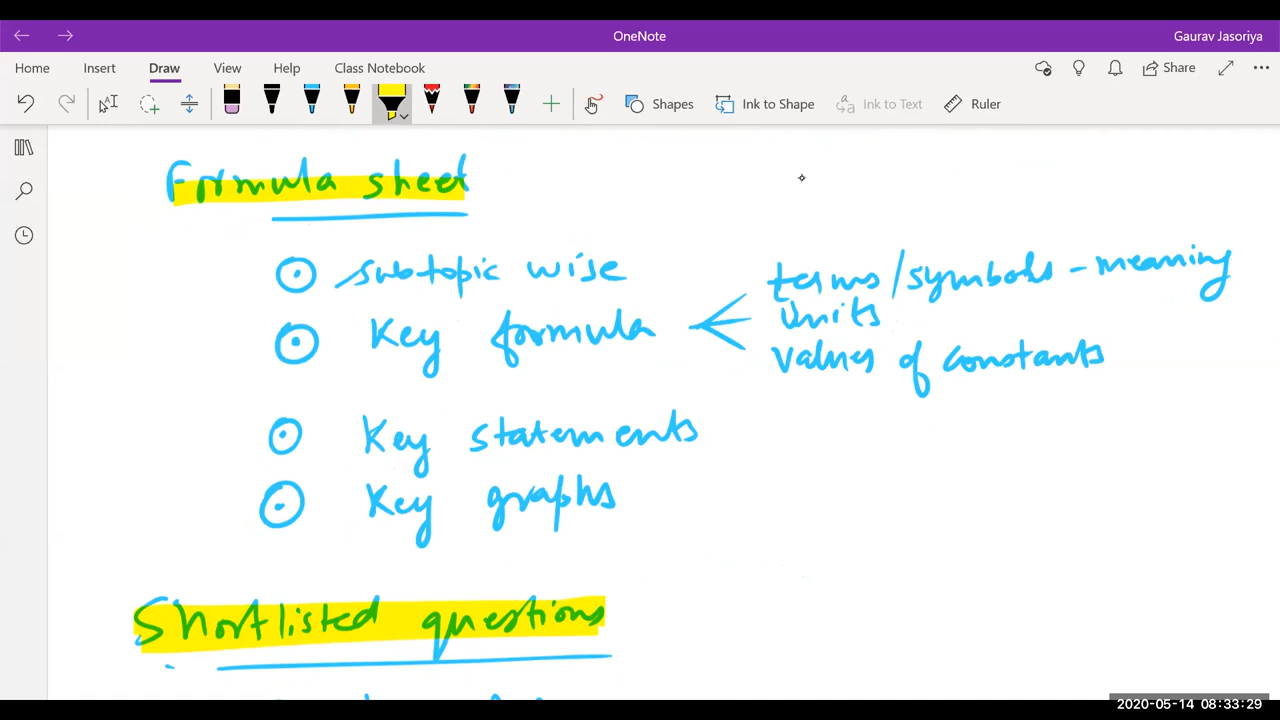 OneNote
Gaurav Jasoriya
Home Insert Draw View Help Class Notebook Share
Shapes Ink to Shape Ink to Text Ruler
Formula sheet
subtopic wise
Key formula
terms/symbols - meaning
units
values of constants
Key statements
Key graphs
Shortlisted questions
2020-05-14 08:33:29